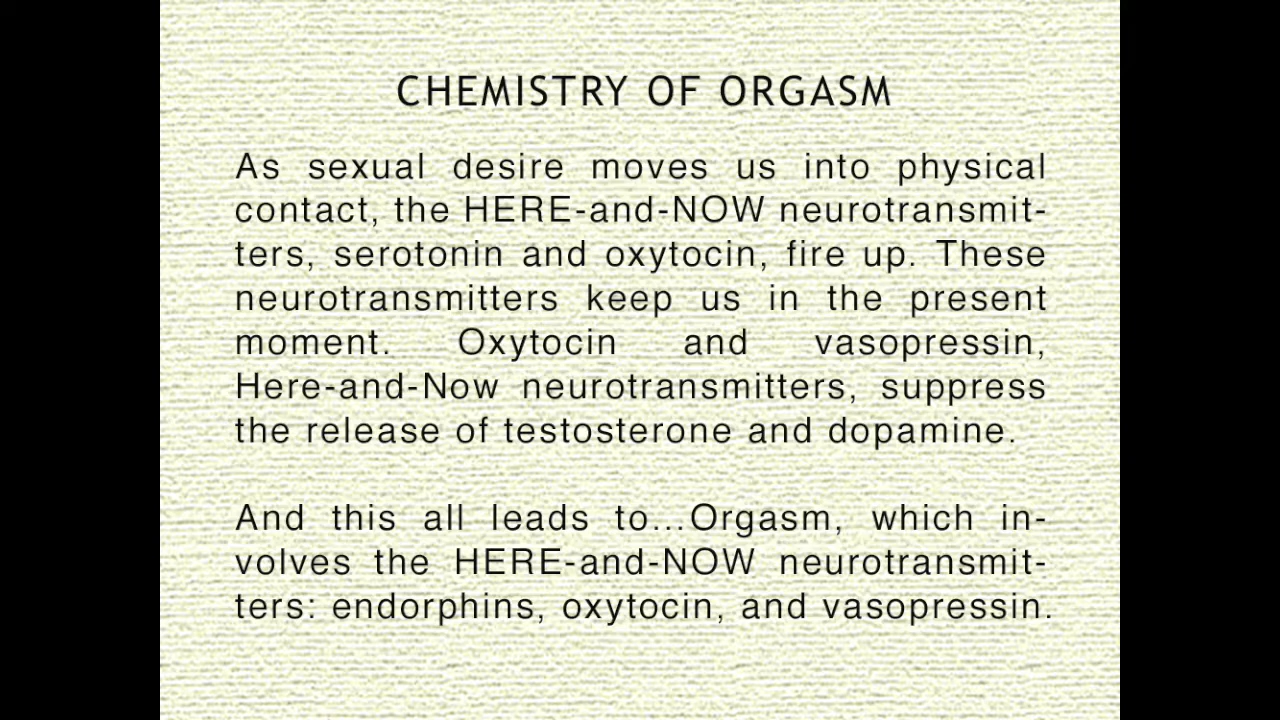 CHEMISTRY OF ORGASM
As sexual desire moves us into physical
contact, the HERE-and-NOW neurotransmit-
ters, serotonin and oxytocin, fire up. These
neurotransmitters keep us in the present
moment. Oxytocin and vasopressin,
Here-and-Now neurotransmitters, suppress
the release of testosterone and dopamine.
And this all leads to...Orgasm, which in-
volves the HERE-and-NOW neurotransmit-
ters: endorphins, oxytocin, and vasopressin.